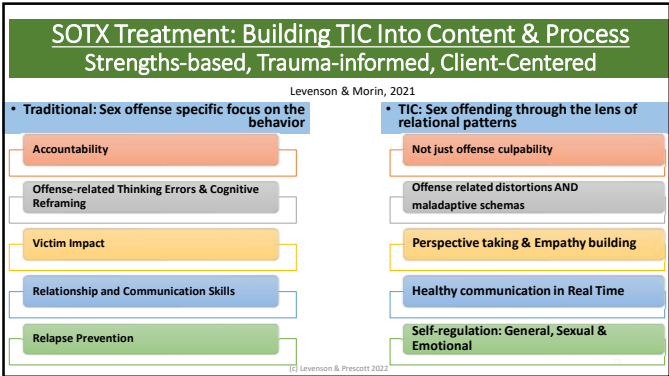 SOTX Treatment: Building TIC Into Content & Process
Strengths-based, Trauma-informed, Client-Centered
Levenson & Morin, 2021
• Traditional: Sex offense specific focus on the
behavior
Accountability
Offense-related Thinking Errors & Cognitive
Reframing
Victim Impact
Relationship and Communication Skills
Relapse Prevention
• TIC: Sex offending through the lens of
relational patterns
Not just offense culpability
Offense related distortions AND
maladaptive schemas
Perspective taking & Empathy building
Healthy communication in Real Time
Self-regulation: General, Sexual &
Emotional
(c) Levenson & Prescott 2022